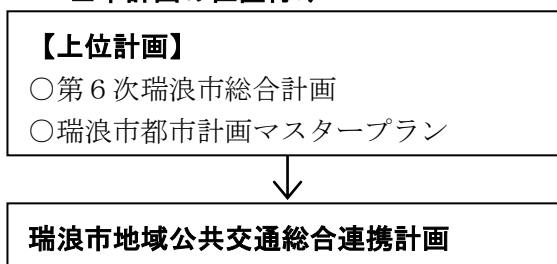 【上位計画】
○第６次瑞浪市総合計画
○瑞浪市都市計画マスタープラン
瑞浪市地域公共交通総合連携計画